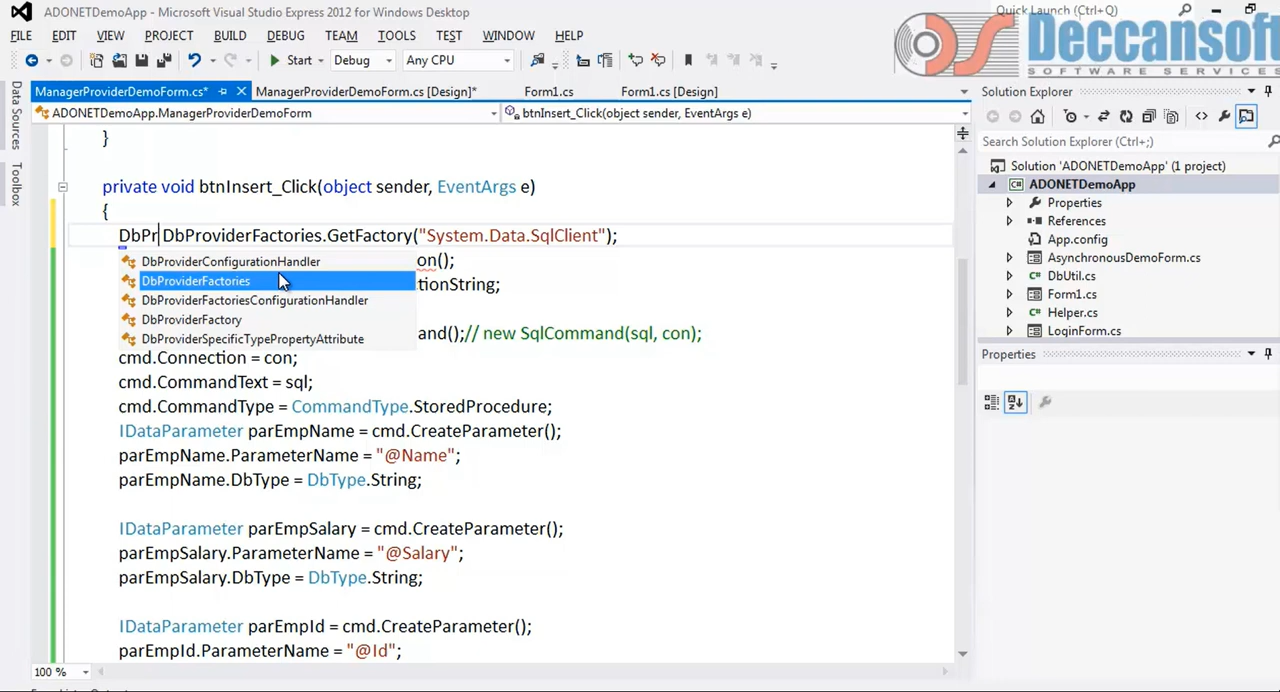 ADONETDemoApp - Microsoft Visual Studio Express 2012 for Windows Desktop
Quick Launch (Ctrl+Q)
Deccansoft
SOFTWARE SERVICES
FILE EDIT VIEW PROJECT BUILD DEBUG TEAM TOOLS TEST WINDOW HELP
Start Debug Any CPU
Data Sources
Toolbox
ManagerProviderDemoForm.cs* ManagerProviderDemoForm.cs [Design]* Form1.cs Form1.cs [Design]
ADONETDemoApp.ManagerProviderDemoForm btnInsert_Click(object sender, EventArgs e)
}
private void btnInsert_Click(object sender, EventArgs e)
{
DbPr DbProviderFactories.GetFactory("System.Data.SqlClient");
DbProviderConfigurationHandler on();
DbProviderFactories tionString;
DbProviderFactoriesConfigurationHandler
DbProviderFactory and();// new SqlCommand(sql, con);
DbProviderSpecificTypePropertyAttribute
cmd.Connection = con;
cmd.CommandText = sql;
cmd.CommandType = CommandType.StoredProcedure;
IDataParameter parEmpName = cmd.CreateParameter();
parEmpName.ParameterName = "@Name";
parEmpName.DbType = DbType.String;
IDataParameter parEmpSalary = cmd.CreateParameter();
parEmpSalary.ParameterName = "@Salary";
parEmpSalary.DbType = DbType.String;
IDataParameter parEmpId = cmd.CreateParameter();
parEmpId.ParameterName = "@Id";
100 %
Solution Explorer
Search Solution Explorer (Ctrl+;)
Solution 'ADONETDemoApp' (1 project)
ADONETDemoApp
Properties
References
App.config
AsynchronousDemoForm.cs
DbUtil.cs
Form1.cs
Helper.cs
LoginForm.cs
Properties